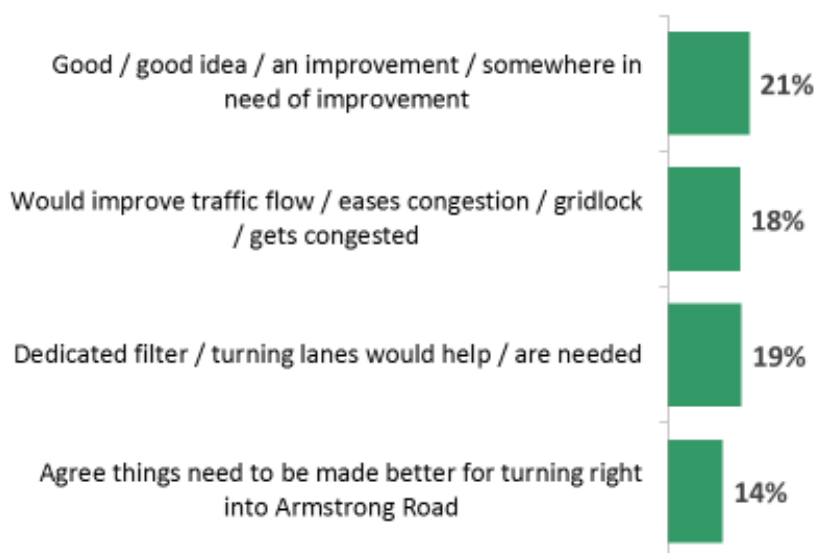 Good / good idea / an improvement / somewhere in
need of improvement
21%
Would improve traffic flow / eases congestion / gridlock
/ gets congested
18%
Dedicated filter / turning lanes would help / are needed
19%
Agree things need to be made better for turning right
into Armstrong Road
14%